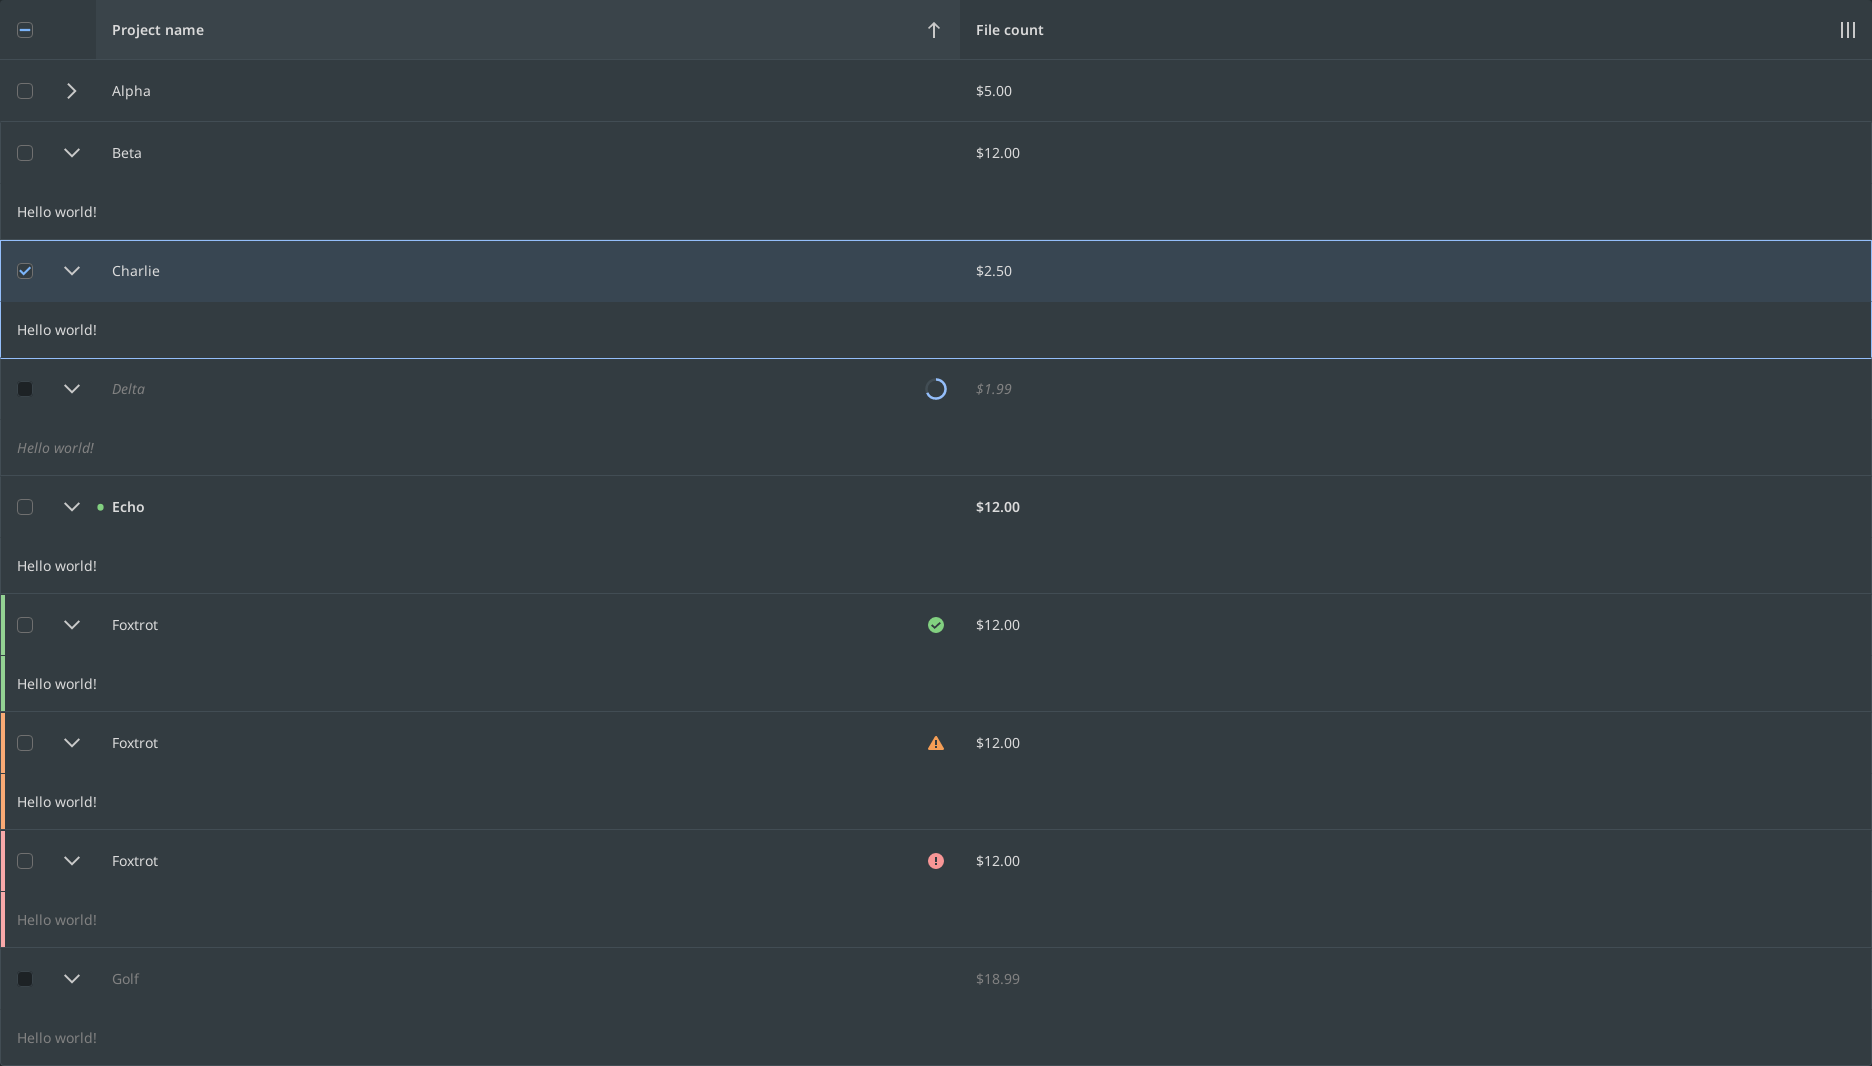 Project name File count
Alpha $5.00
Beta $12.00
Hello world!
Charlie $2.50
Hello world!
Delta $1.99
Hello world!
Echo $12.00
Hello world!
Foxtrot $12.00
Hello world!
Foxtrot $12.00
Hello world!
Foxtrot $12.00
Hello world!
Golf $18.99
Hello world!